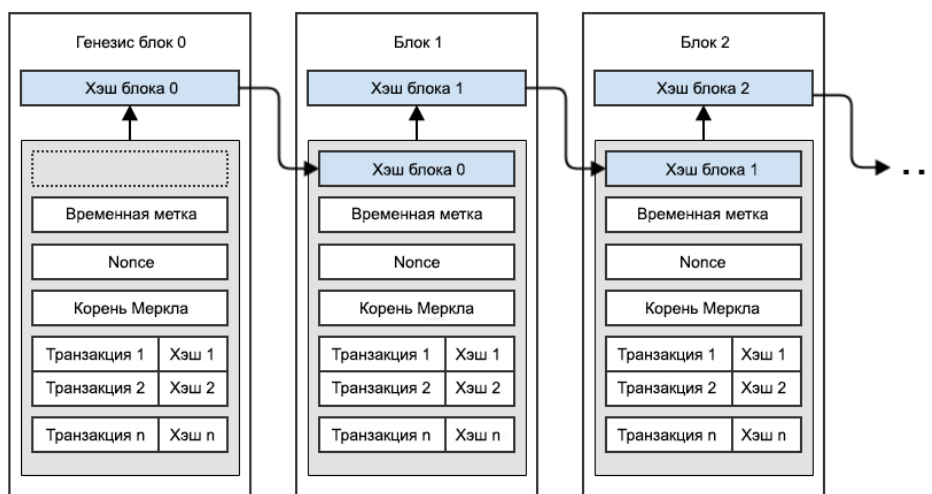 Генезис блок 0
Хэш блока 0
Временная метка
Nonce
Корень Меркла
Транзакция 1 Хэш 1
Транзакция 2 Хэш 2
Транзакция n Хэш n
Блок 1
Хэш блока 1
Хэш блока 0
Временная метка
Nonce
Корень Меркла
Транзакция 1 Хэш 1
Транзакция 2 Хэш 2
Транзакция n Хэш n
Блок 2
Хэш блока 2
Хэш блока 1
Временная метка
Nonce
Корень Меркла
Транзакция 1 Хэш 1
Транзакция 2 Хэш 2
Транзакция n Хэш n
. .